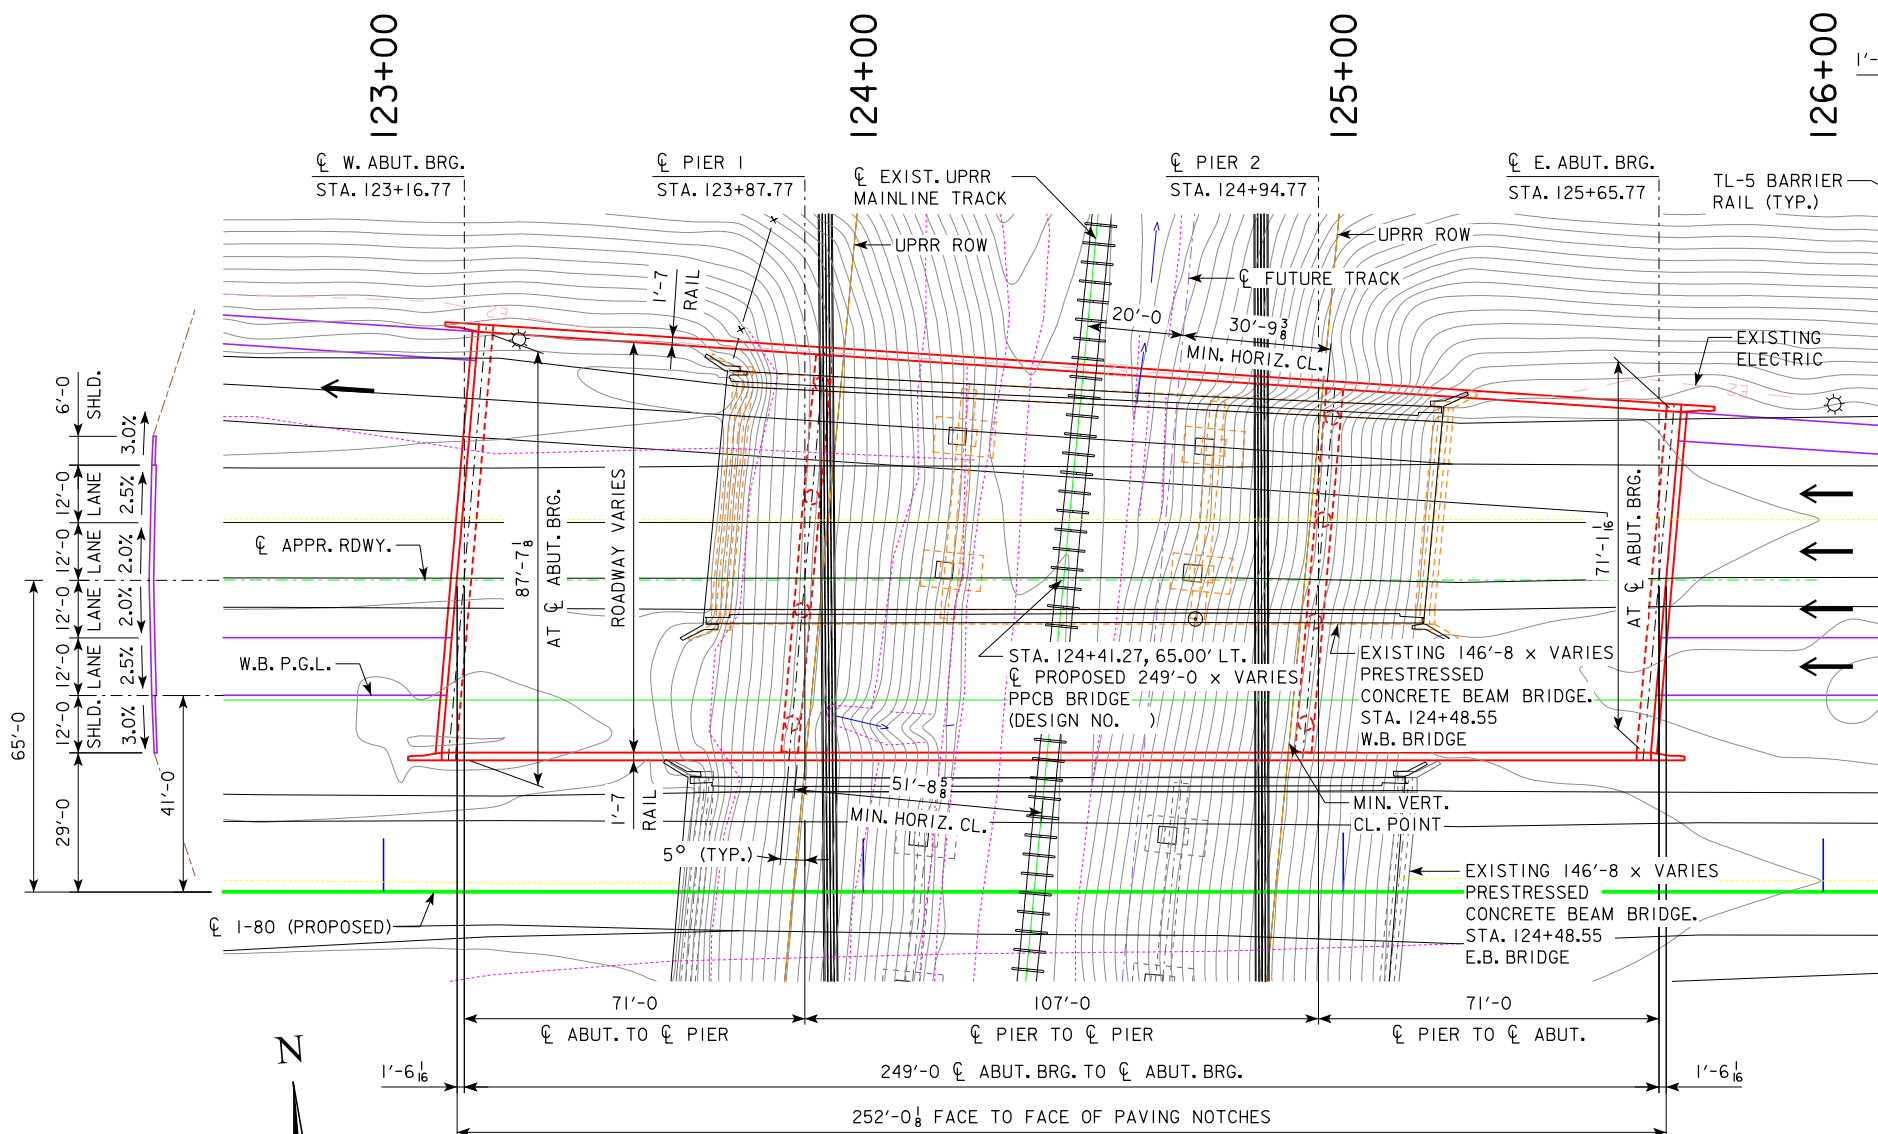 123+00
124+00
125+00
126+00
1'-
℄ W. ABUT. BRG.
STA. 123+16.77
℄ PIER 1
STA. 123+87.77
℄ EXIST. UPRR
MAINLINE TRACK
℄ PIER 2
STA. 124+94.77
℄ E. ABUT. BRG.
STA. 125+65.77
TL-5 BARRIER
RAIL (TYP.)
UPRR ROW
UPRR ROW
℄ FUTURE TRACK
1'-7
RAIL
20'-0
30'-9 3/8
MIN. HORIZ. CL.
EXISTING
ELECTRIC
6'-0
SHLD.
3.0%
12'-0
LANE
2.5%
12'-0
LANE
2.0%
12'-0
LANE
2.0%
12'-0
LANE
2.5%
12'-0
SHLD.
3.0%
65'-0
29'-0
41'-0
℄ APPR. RDWY.
W.B. P.G.L.
87'-7 1/8
AT ℄ ABUT. BRG.
ROADWAY VARIES
71'-1 1/16
AT ℄ ABUT. BRG.
STA. 124+41.27, 65.00' LT.
℄ PROPOSED 249'-0 x VARIES
PPCB BRIDGE
(DESIGN NO. )
EXISTING 146'-8 x VARIES
PRESTRESSED
CONCRETE BEAM BRIDGE.
STA. 124+48.55
W.B. BRIDGE
1'-7
RAIL
51'-8 5/8
MIN. HORIZ. CL.
MIN. VERT.
CL. POINT
5° (TYP.)
EXISTING 146'-8 x VARIES
PRESTRESSED
CONCRETE BEAM BRIDGE.
STA. 124+48.55
E.B. BRIDGE
℄ I-80 (PROPOSED)
71'-0
107'-0
71'-0
℄ ABUT. TO ℄ PIER
℄ PIER TO ℄ PIER
℄ PIER TO ℄ ABUT.
N
1'-6 1/16
249'-0 ℄ ABUT. BRG. TO ℄ ABUT. BRG.
1'-6 1/16
252'-0 1/8 FACE TO FACE OF PAVING NOTCHES